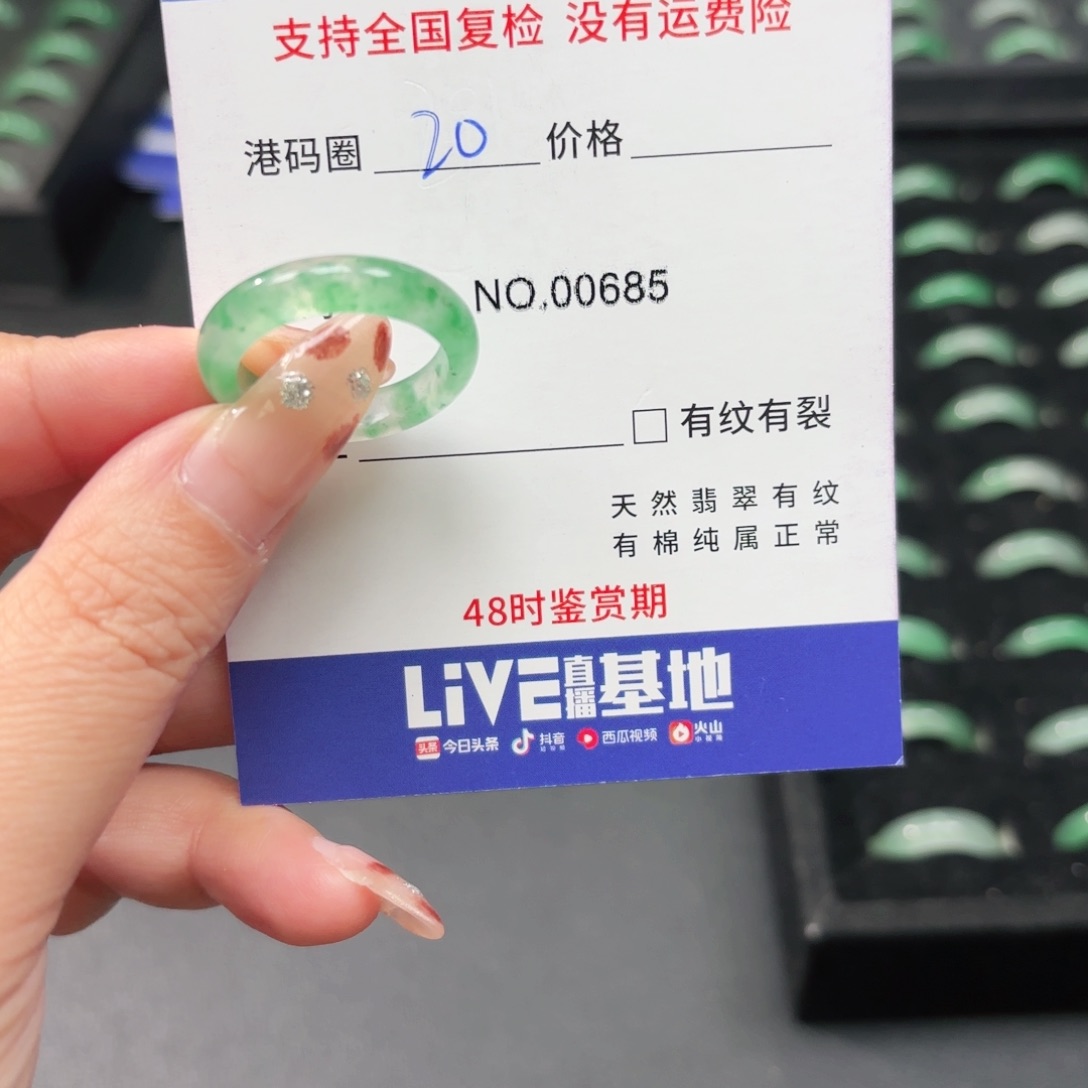 支持全国复检 没有运费险
港码圈 20 价格
NO.00685
有纹有裂
天然翡翠有纹
有棉纯属正常
48时鉴赏期
LiVE直播基地
头条 今日头条 抖音 西瓜视频 火山